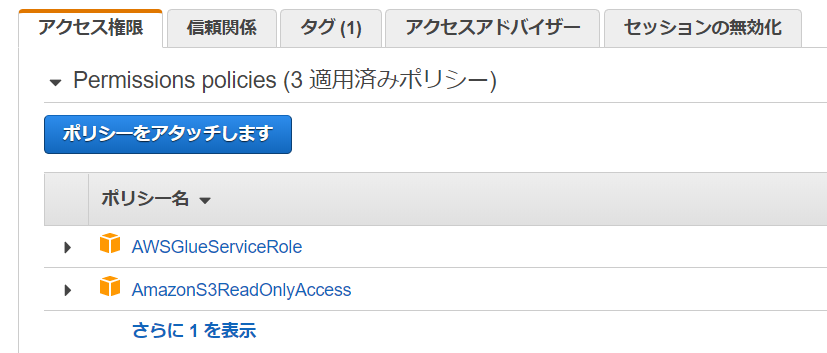 アクセス権限 信頼関係 タグ (1) アクセスアドバイザー セッションの無効化
Permissions policies (3 適用済みポリシー)
ポリシーをアタッチします
ポリシー名
AWSGlueServiceRole
AmazonS3ReadOnlyAccess
さらに 1 を表示